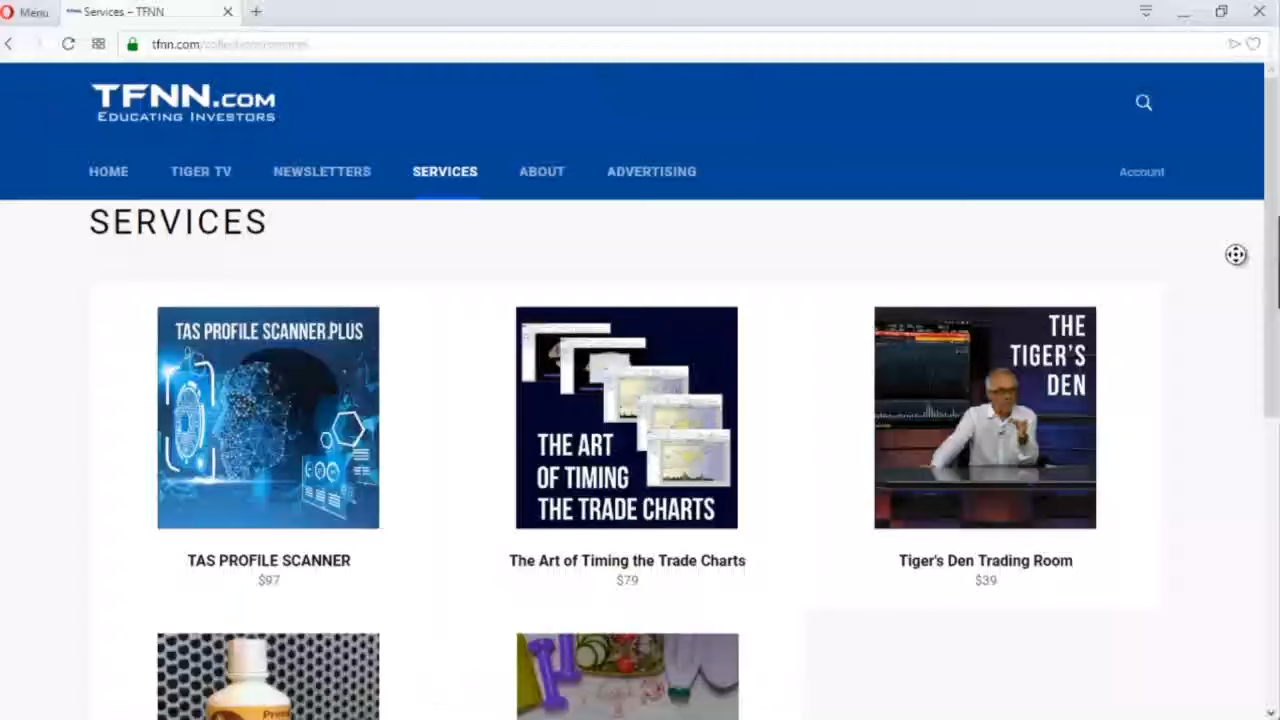 Menu
Services – TFNN
tfnn.com/collections/services
TFNN.COM
EDUCATING INVESTORS
HOME TIGER TV NEWSLETTERS SERVICES ABOUT ADVERTISING
Account
SERVICES
TAS PROFILE SCANNER.PLUS
THE ART
OF TIMING
THE TRADE CHARTS
THE
TIGER'S
DEN
TAS PROFILE SCANNER
$97
The Art of Timing the Trade Charts
$79
Tiger's Den Trading Room
$39